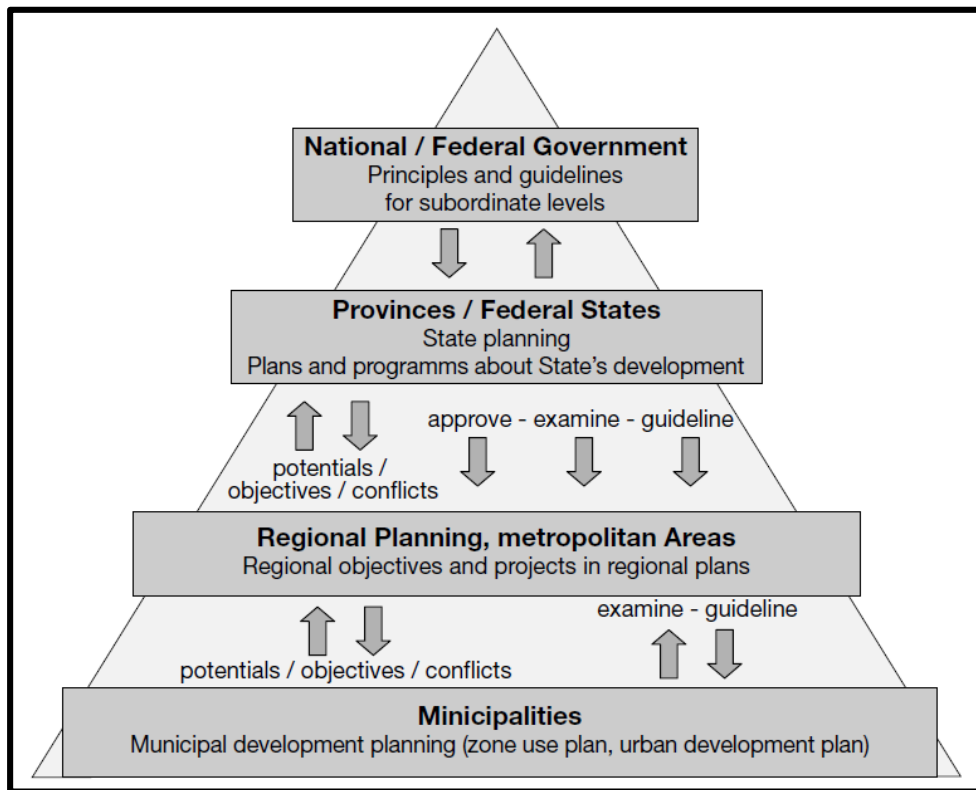 National / Federal Government
Principles and guidelines
for subordinate levels
Provinces / Federal States
State planning
Plans and programms about State's development
approve - examine - guideline
potentials /
objectives / conflicts
Regional Planning, metropolitan Areas
Regional objectives and projects in regional plans
examine - guideline
potentials / objectives / conflicts
Minicipalities
Municipal development planning (zone use plan, urban development plan)